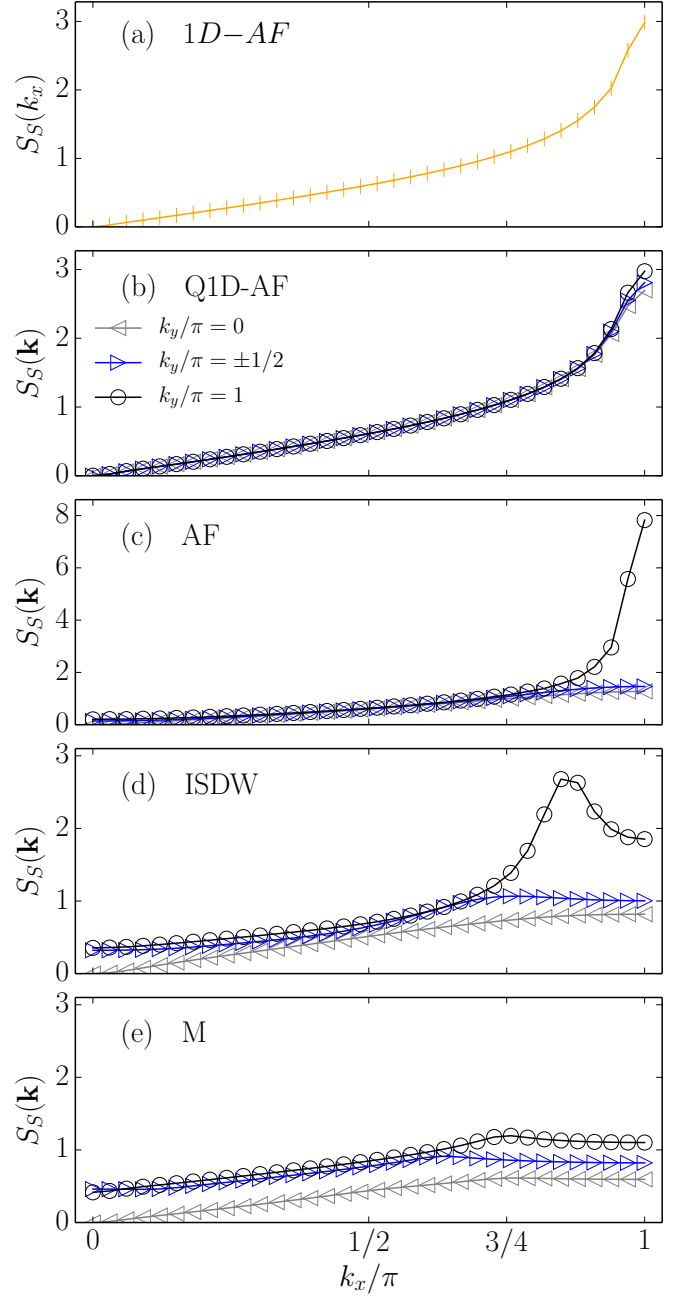 3
(a) 1D−AF
2
S_S(k_x)
1
0
3
(b) Q1D-AF
k_y/π = 0
2
k_y/π = ±1/2
S_S(𝐤)
k_y/π = 1
1
0
8
(c) AF
6
S_S(𝐤)
4
2
0
3
(d) ISDW
2
S_S(𝐤)
1
0
3
(e) M
2
S_S(𝐤)
1
0
0 1/2 3/4 1
k_x/π